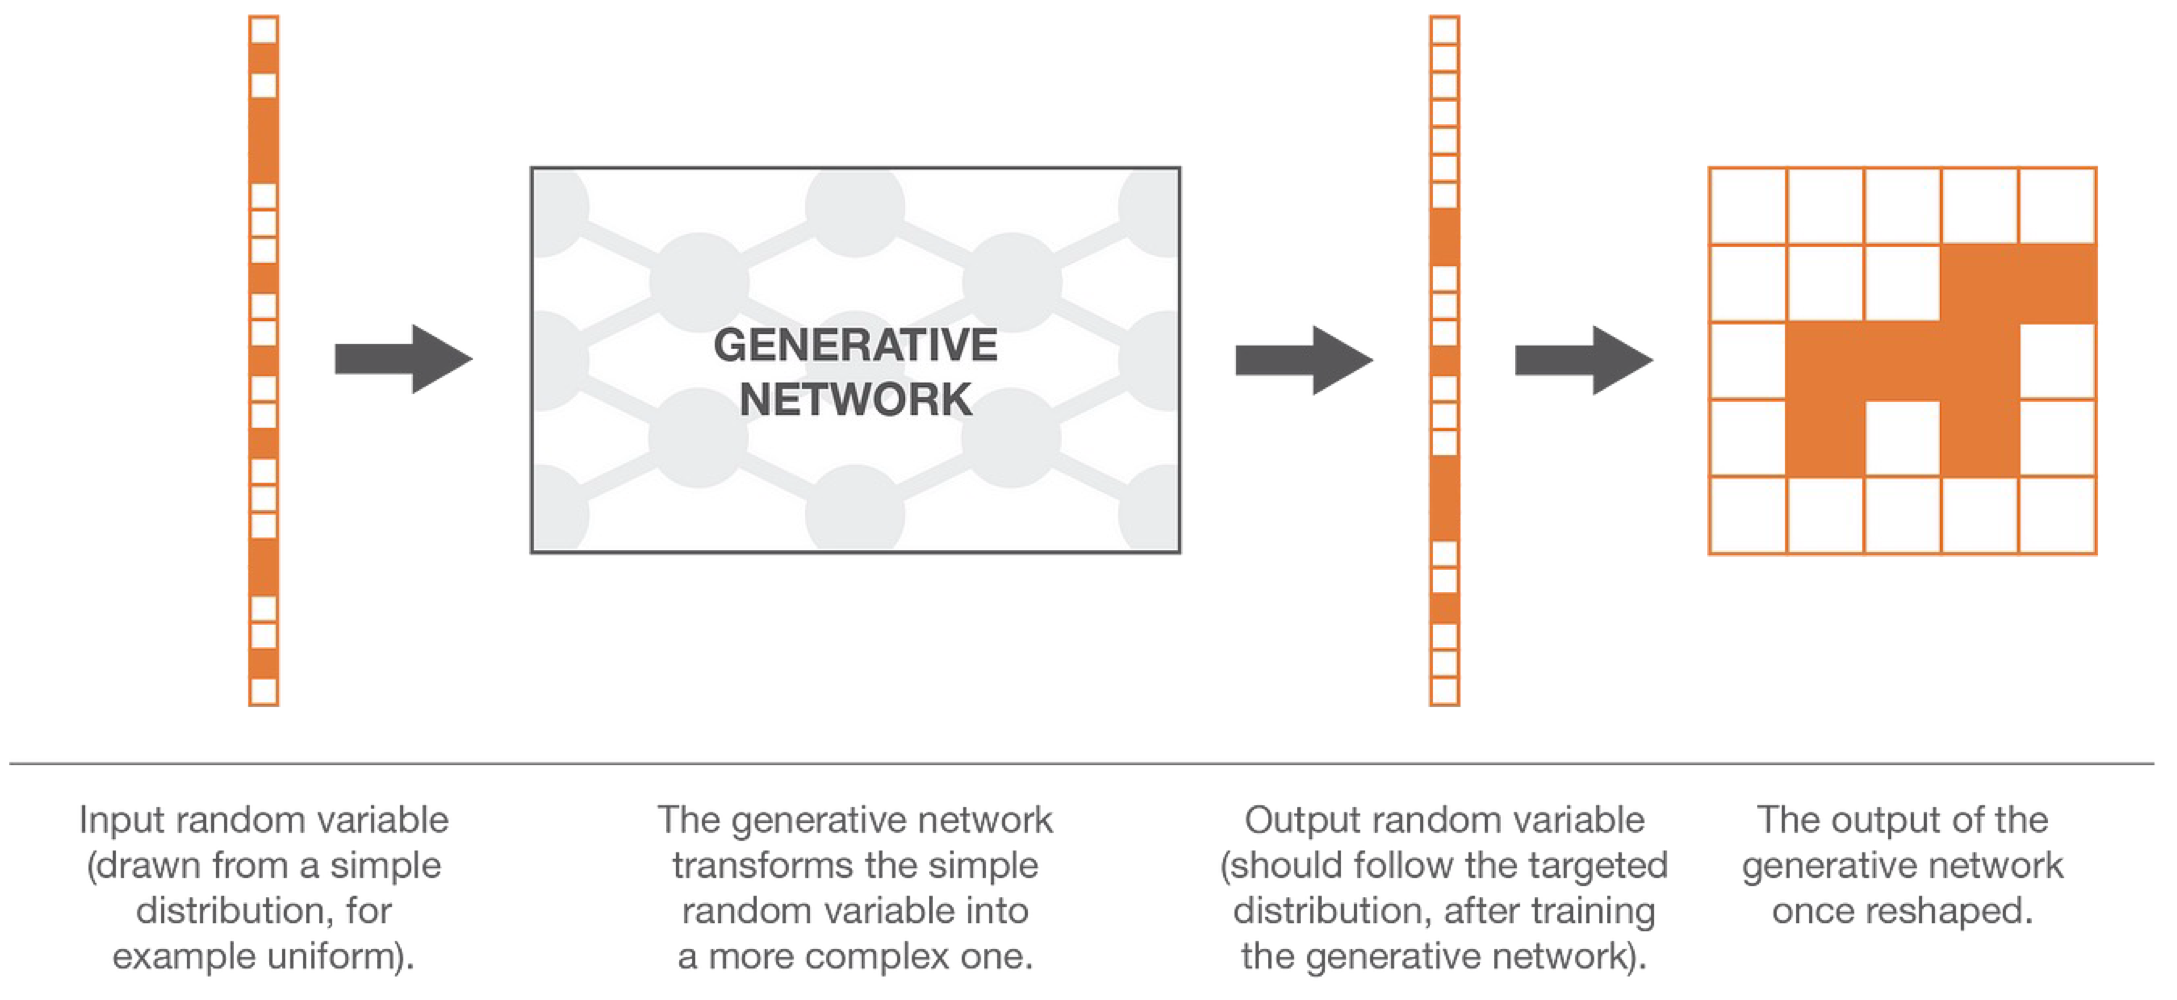 GENERATIVE
NETWORK
Input random variable
(drawn from a simple
distribution, for
example uniform).
The generative network
transforms the simple
random variable into
a more complex one.
Output random variable
(should follow the targeted
distribution, after training
the generative network).
The output of the
generative network
once reshaped.